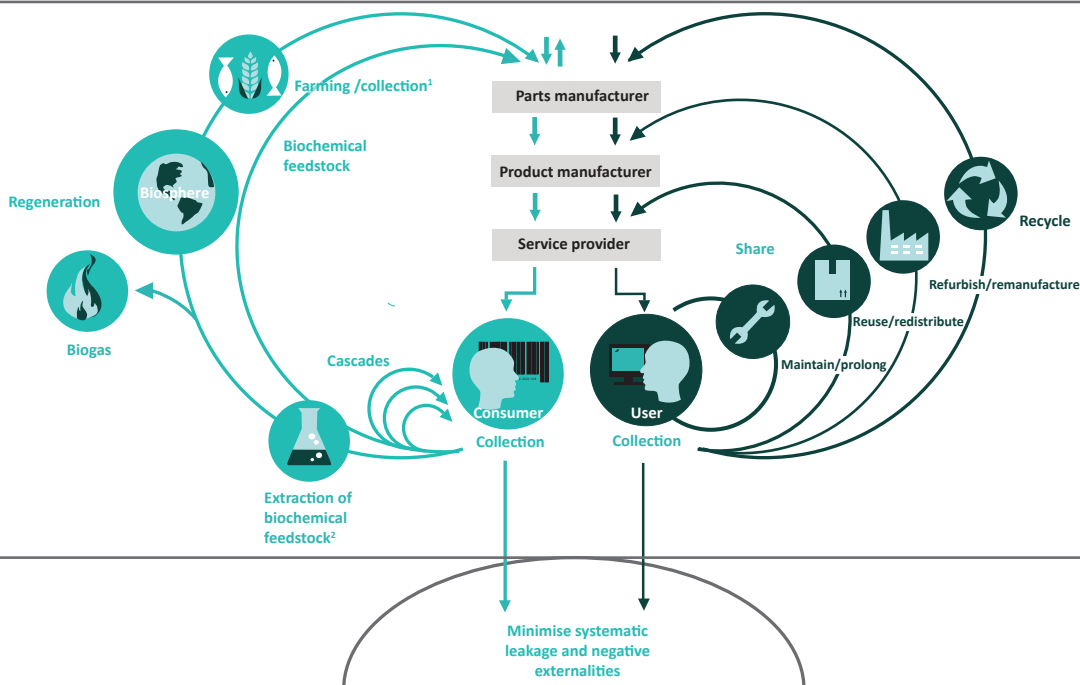 Farming /collection¹
Parts manufacturer
Biochemical
feedstock
Product manufacturer
Biosphere
Regeneration
Recycle
Service provider
Share
Refurbish/remanufacture
Reuse/redistribute
Biogas
Cascades
Maintain/prolong
Consumer
User
Collection
Collection
Extraction of
biochemical
feedstock²
Minimise systematic
leakage and negative
externalities